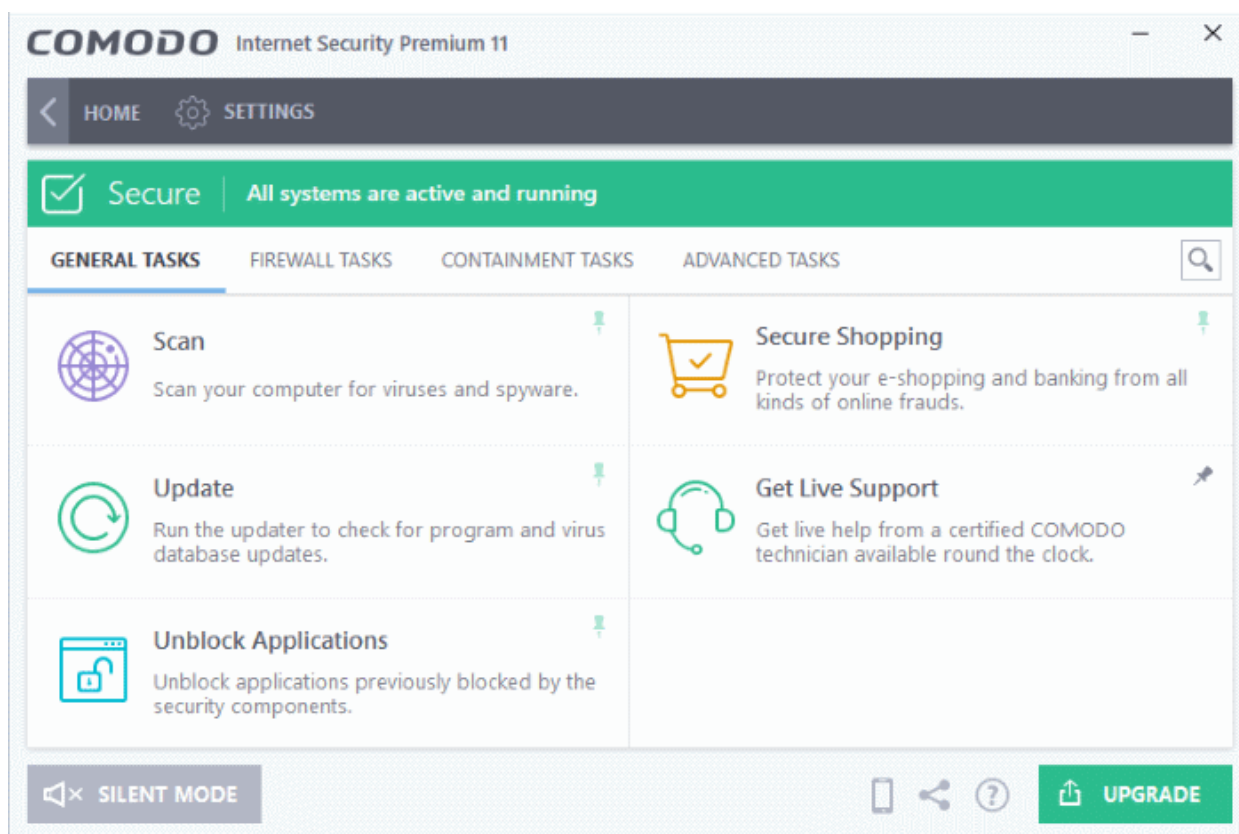 COMODO Internet Security Premium 11
HOME SETTINGS
Secure All systems are active and running
GENERAL TASKS FIREWALL TASKS CONTAINMENT TASKS ADVANCED TASKS
Scan
Scan your computer for viruses and spyware.
Secure Shopping
Protect your e-shopping and banking from all
kinds of online frauds.
Update
Run the updater to check for program and virus
database updates.
Get Live Support
Get live help from a certified COMODO
technician available round the clock.
Unblock Applications
Unblock applications previously blocked by the
security components.
SILENT MODE
?
UPGRADE